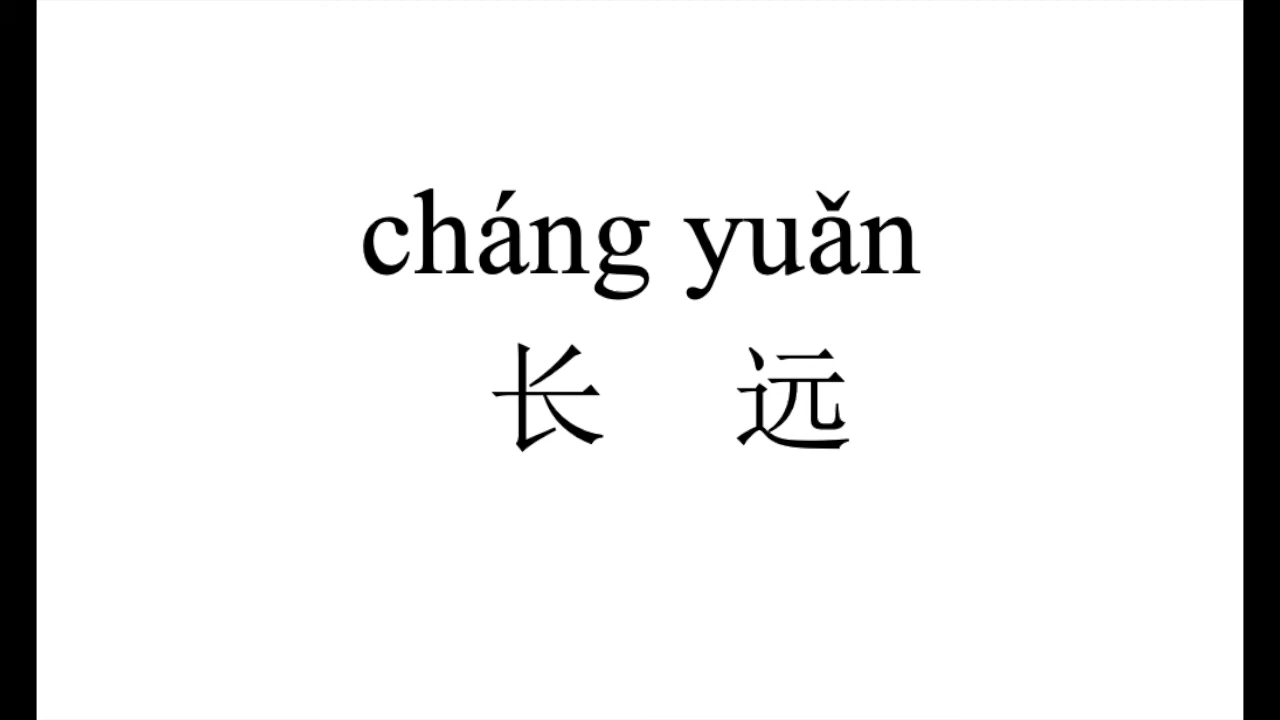 cháng yuǎn
长 远